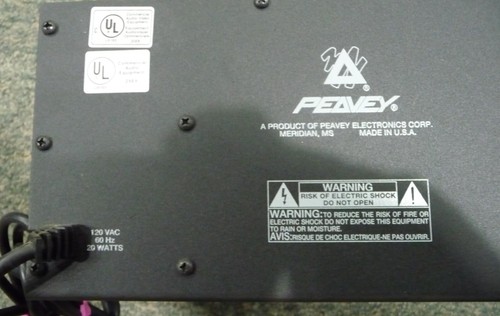 UL
UL
PEAVEY®
A PRODUCT OF PEAVEY ELECTRONICS CORP.
MERIDIAN, MS MADE IN U.S.A.
WARNING
RISK OF ELECTRIC SHOCK
DO NOT OPEN
WARNING: TO REDUCE THE RISK OF FIRE OR
ELECTRIC SHOCK DO NOT EXPOSE THIS EQUIPMENT
TO RAIN OR MOISTURE.
AVIS: RISQUE DE CHOC ELECTRIQUE-NE PAS OUVRIR.
120 VAC
60 Hz
20 WATTS